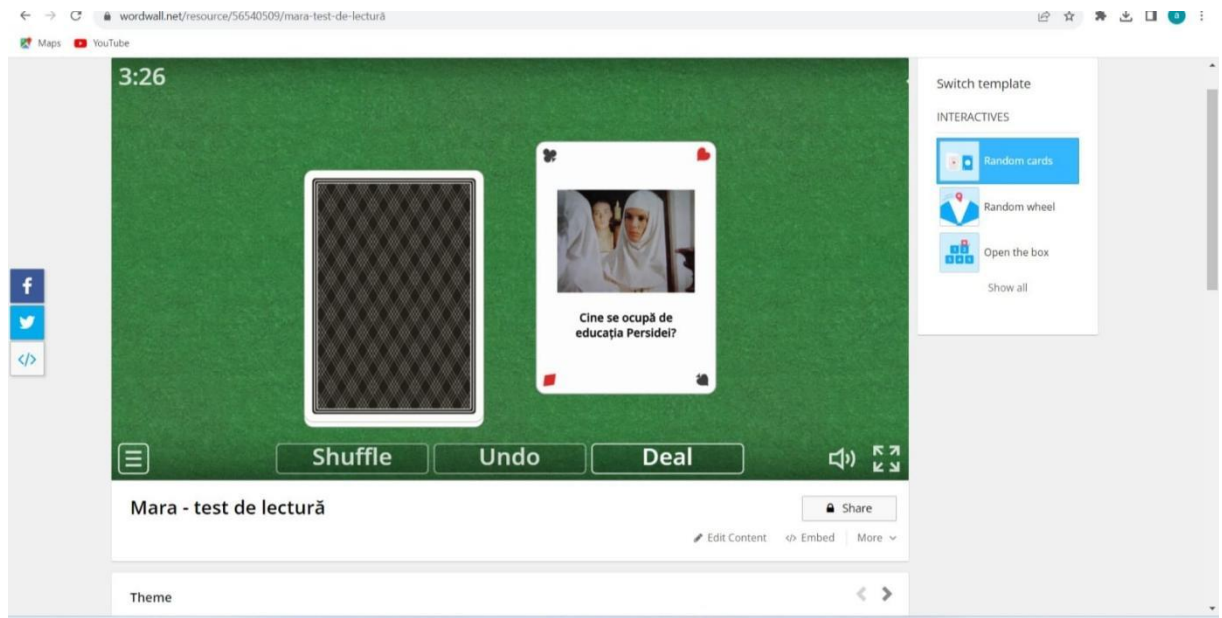 wordwall.net/resource/56540509/mara-test-de-lectură
a
Maps
YouTube
3:26
Cine se ocupă de
educația Persidei?
Shuffle
Undo
Deal
Switch template
INTERACTIVES
Random cards
Random wheel
Open the box
Show all
Mara - test de lectură
Share
Edit Content
Embed
More
Theme